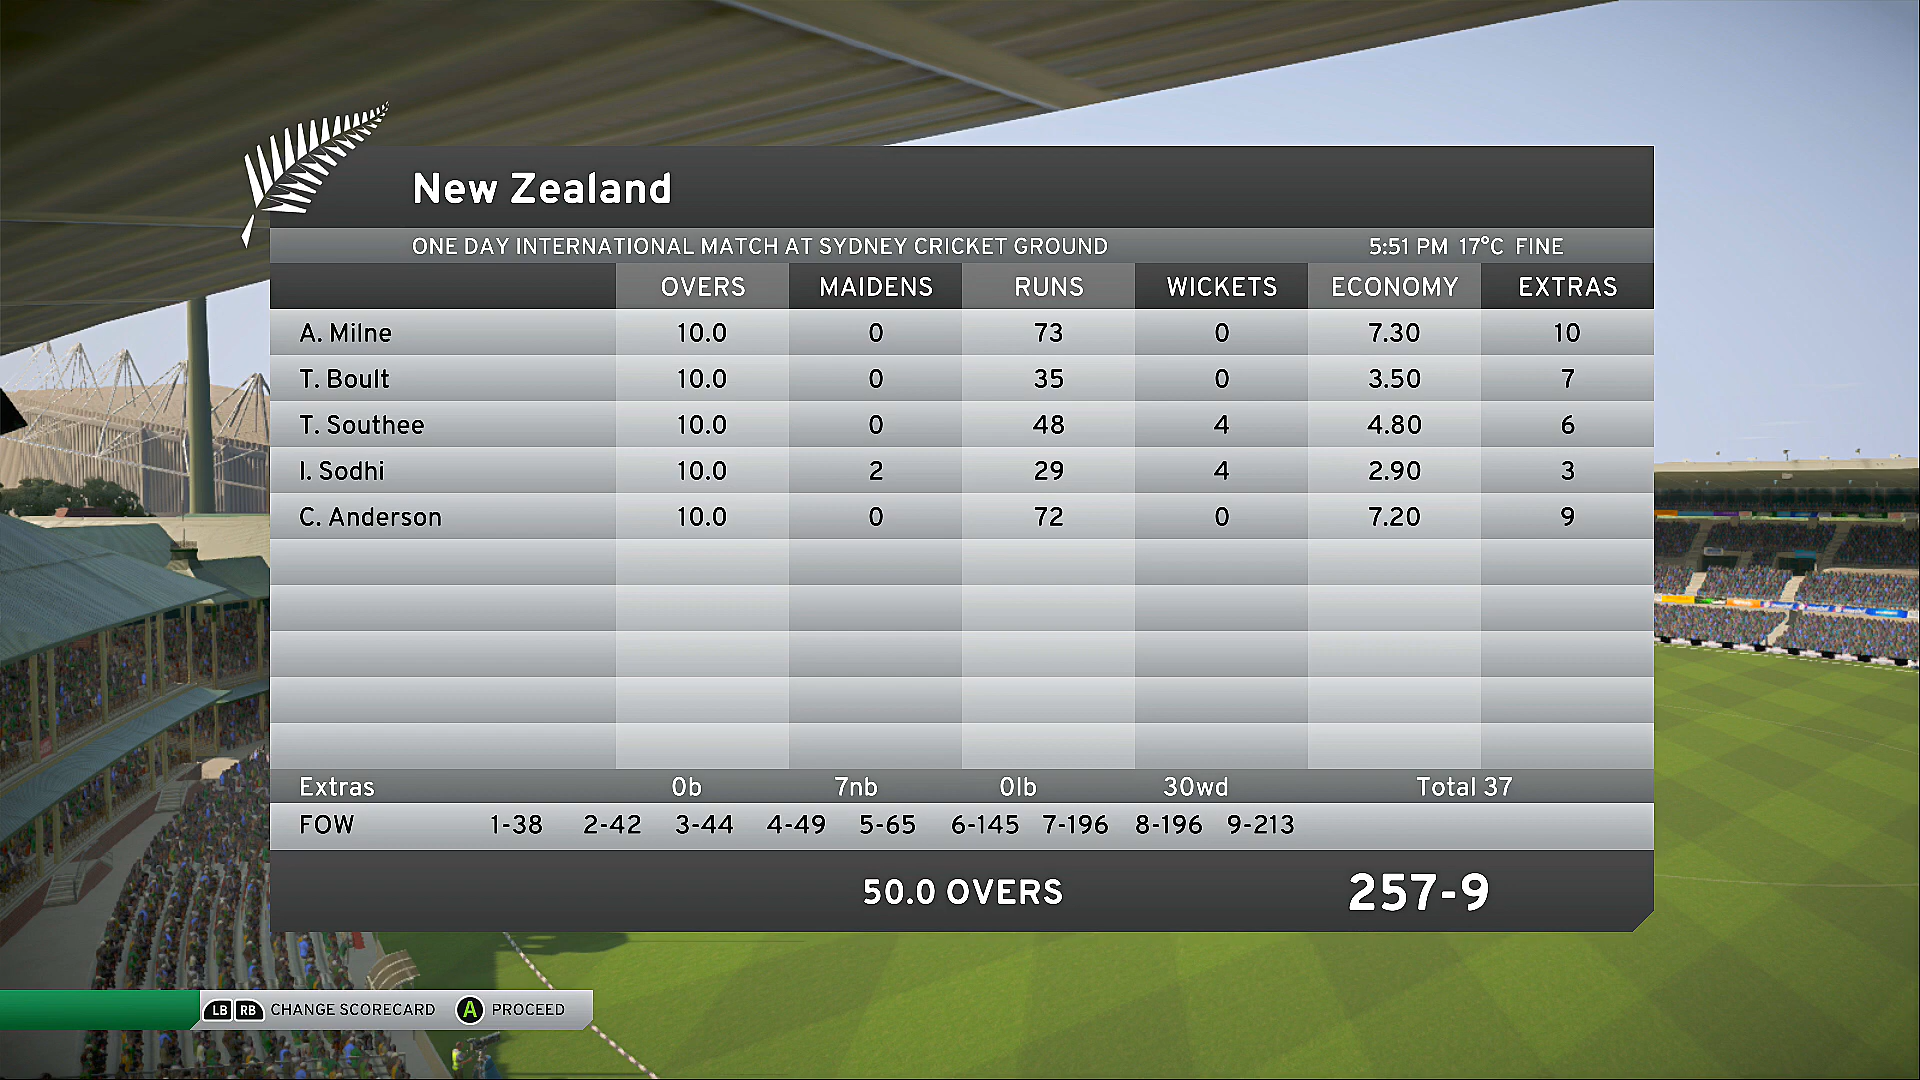 New Zealand
ONE DAY INTERNATIONAL MATCH AT SYDNEY CRICKET GROUND 5:51 PM 17°C FINE
OVERS MAIDENS RUNS WICKETS ECONOMY EXTRAS
A. Milne 10.0 0 73 0 7.30 10
T. Boult 10.0 0 35 0 3.50 7
T. Southee 10.0 0 48 4 4.80 6
I. Sodhi 10.0 2 29 4 2.90 3
C. Anderson 10.0 0 72 0 7.20 9
Extras 0b 7nb 0lb 30wd Total 37
FOW 1-38 2-42 3-44 4-49 5-65 6-145 7-196 8-196 9-213
50.0 OVERS 257-9
LB RB CHANGE SCORECARD A PROCEED